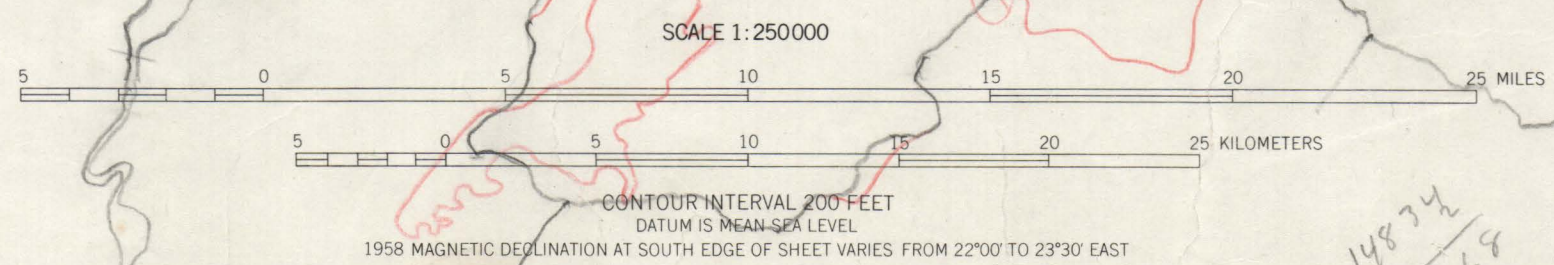 SCALE 1:250000
5 0 5 10 15 20 25 MILES
5 0 5 10 15 20 25 KILOMETERS
CONTOUR INTERVAL 200 FEET
DATUM IS MEAN SEA LEVEL
1958 MAGNETIC DECLINATION AT SOUTH EDGE OF SHEET VARIES FROM 22°00' TO 23°30' EAST